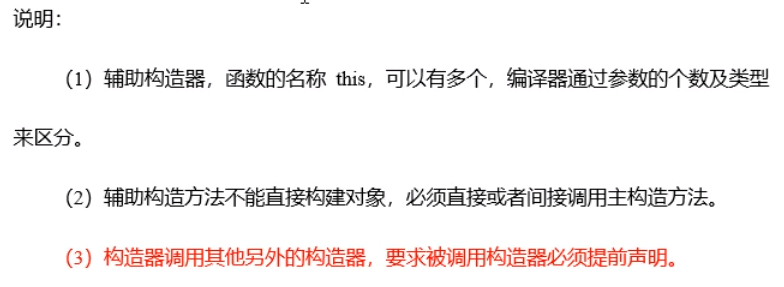 说明：
（1）辅助构造器，函数的名称 this，可以有多个，编译器通过参数的个数及类型
来区分。
（2）辅助构造方法不能直接构建对象，必须直接或者间接调用主构造方法。
（3）构造器调用其他另外的构造器，要求被调用构造器必须提前声明。